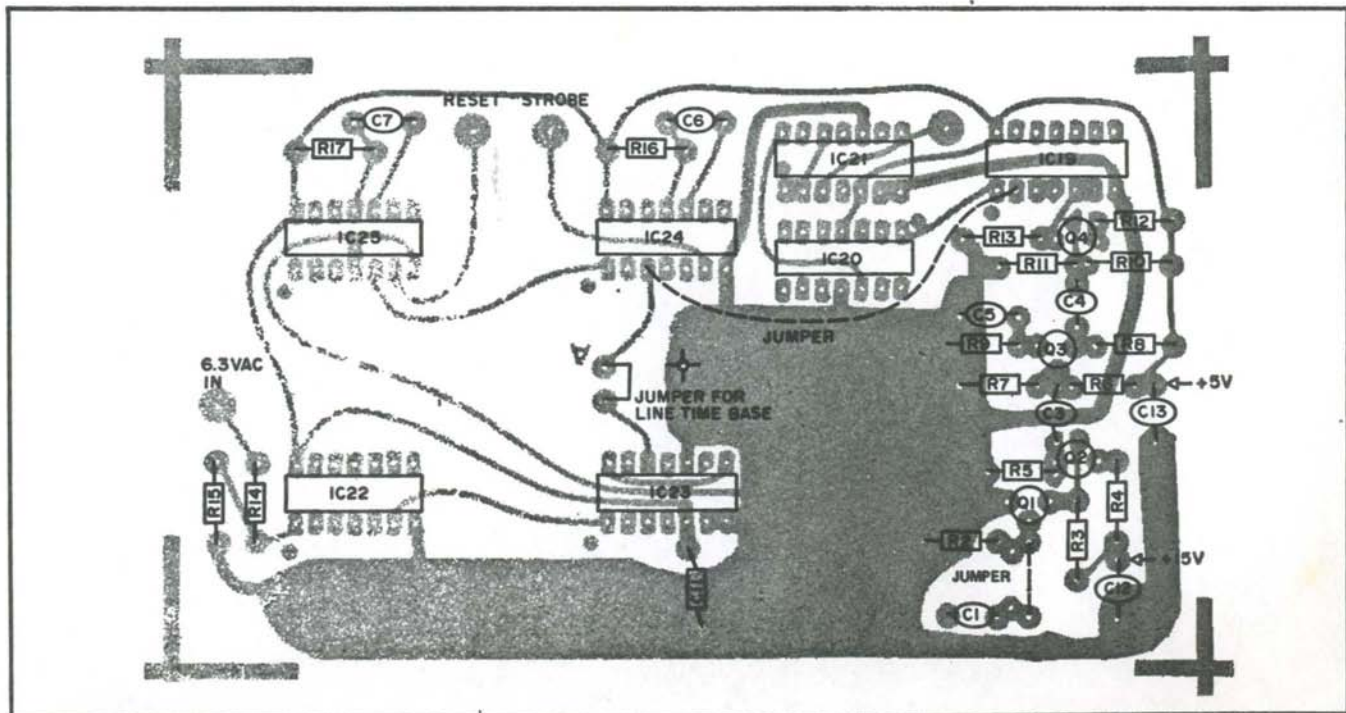 RESET STROBE
C7
C6
R17
R16
IC21
IC19
IC25
IC24
IC20
R13
Q4
R12
R11
R10
C4
C5
JUMPER
R9
Q3
R8
A
6.3VAC
IN
JUMPER FOR
LINE TIME BASE
R7
R6
+5V
C3
C13
Q2
R5
R15
R14
IC22
IC23
Q1
R4
R2
R3
JUMPER
+5V
C12
C1